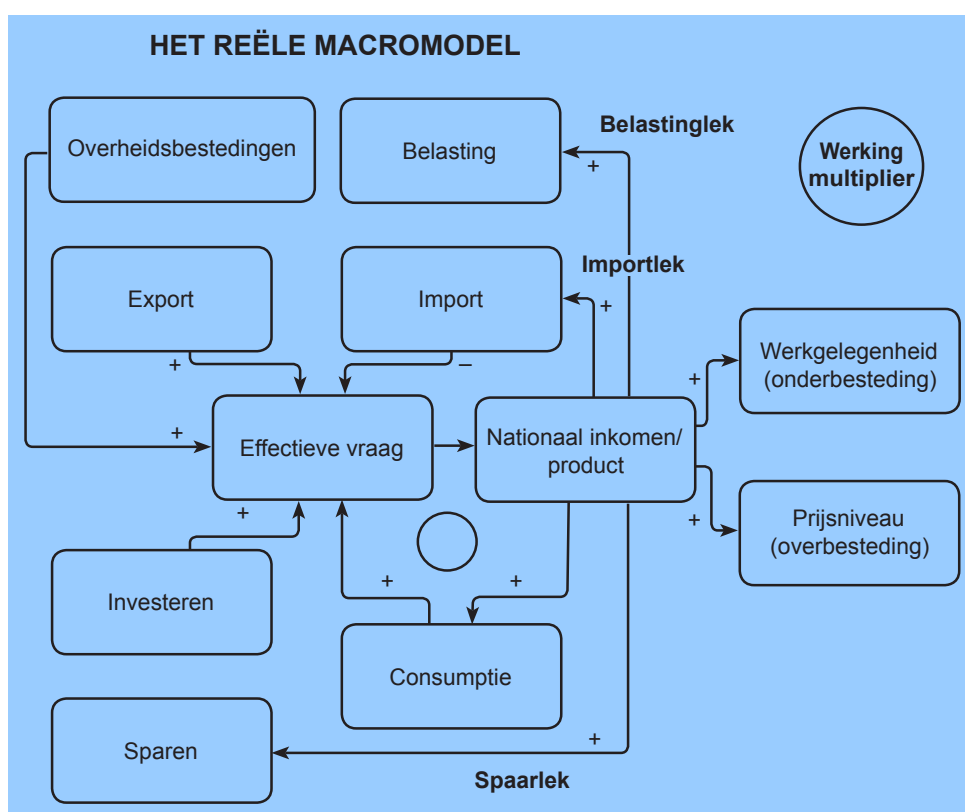 HET REËLE MACROMODEL
Overheidsbestedingen
Belasting
Belastinglek
+
Werking
multiplier
Export
Import
Importlek
+
+
–
Werkgelegenheid
(onderbesteding)
+
+
Effectieve vraag
Nationaal inkomen/
product
+
Prijsniveau
(overbesteding)
+
Investeren
+
+
Consumptie
Sparen
+
Spaarlek